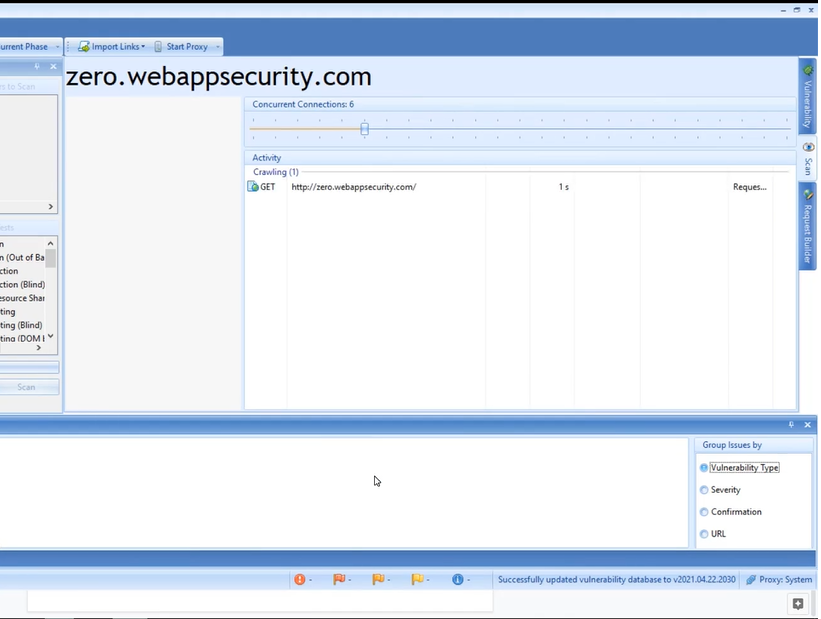 urrent Phase
Import Links
Start Proxy
s to Scan
zero.webappsecurity.com
Concurrent Connections: 6
Vulnerability
Scan
Request Builder
Activity
Crawling (1)
GET http://zero.webappsecurity.com/ 1 s Reques...
ests
n
n (Out of Ba
ction
ction (Blind)
esource Shar
ting
ting (Blind)
ting (DOM
Scan
Group Issues by
Vulnerability Type
Severity
Confirmation
URL
Successfully updated vulnerability database to v2021.04.22.2030
Proxy: System